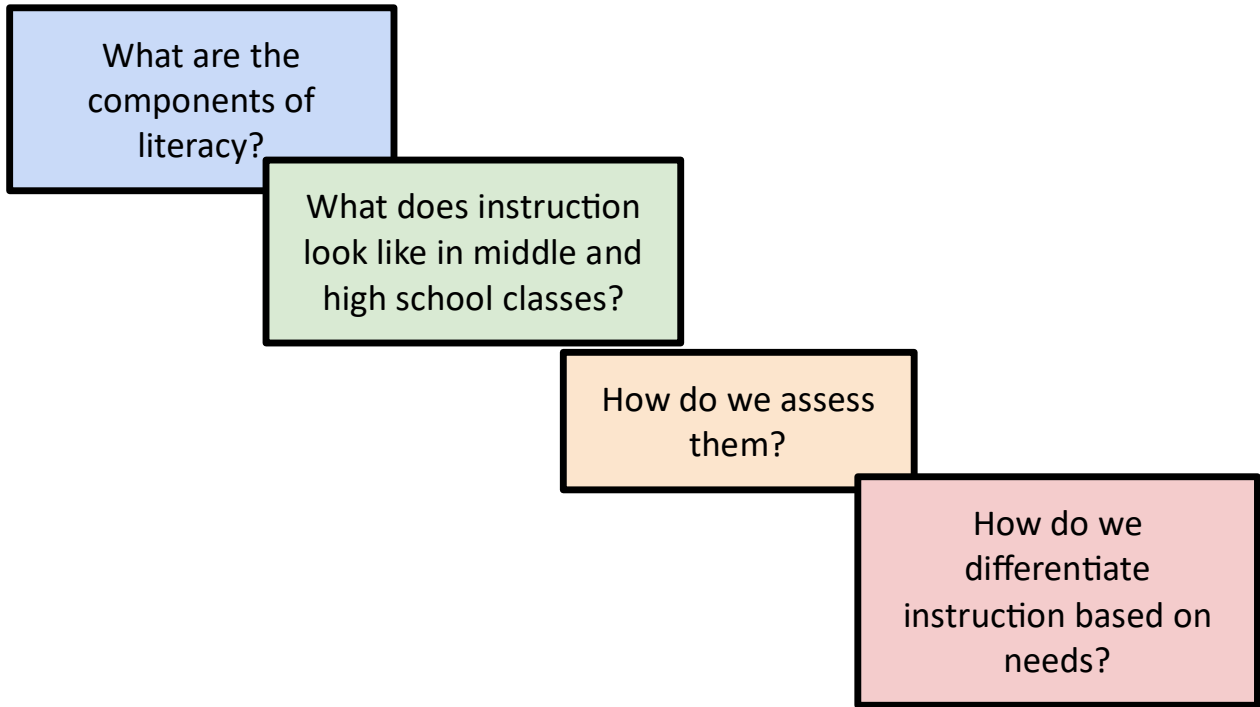 What are the
components of
literacy?
What does instruction
look like in middle and
high school classes?
How do we assess
them?
How do we
differentiate
instruction based on
needs?